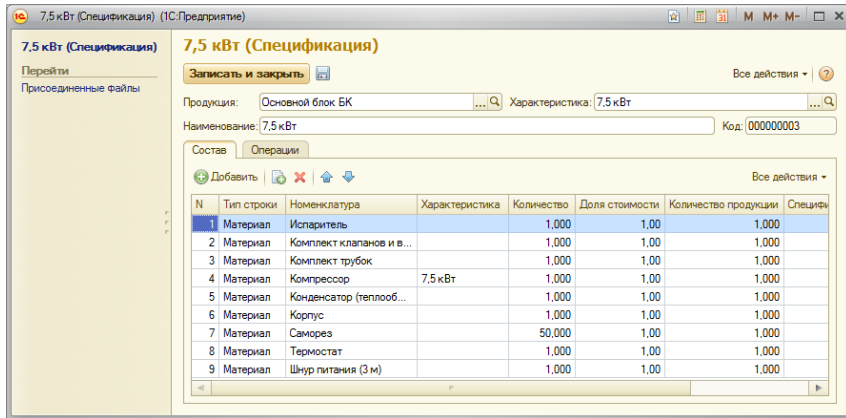 7,5 кВт (Спецификация) (1С:Предприятие)
M M+ M-
7,5 кВт (Спецификация)
Перейти
Присоединенные файлы
7,5 кВт (Спецификация)
Записать и закрыть
Все действия
Продукция: Основной блок БК ... Характеристика: 7,5 кВт ...
Наименование: 7,5 кВт Код: 000000003
Состав Операции
Добавить Все действия
N Тип строки Номенклатура Характеристика Количество Доля стоимости Количество продукции Специфи
1 Материал Испаритель 1,000 1,00 1,000
2 Материал Комплект клапанов и в... 1,000 1,00 1,000
3 Материал Комплект трубок 1,000 1,00 1,000
4 Материал Компрессор 7,5 кВт 1,000 1,00 1,000
5 Материал Конденсатор (теплооб... 1,000 1,00 1,000
6 Материал Корпус 1,000 1,00 1,000
7 Материал Саморез 50,000 1,00 1,000
8 Материал Термостат 1,000 1,00 1,000
9 Материал Шнур питания (3 м) 1,000 1,00 1,000